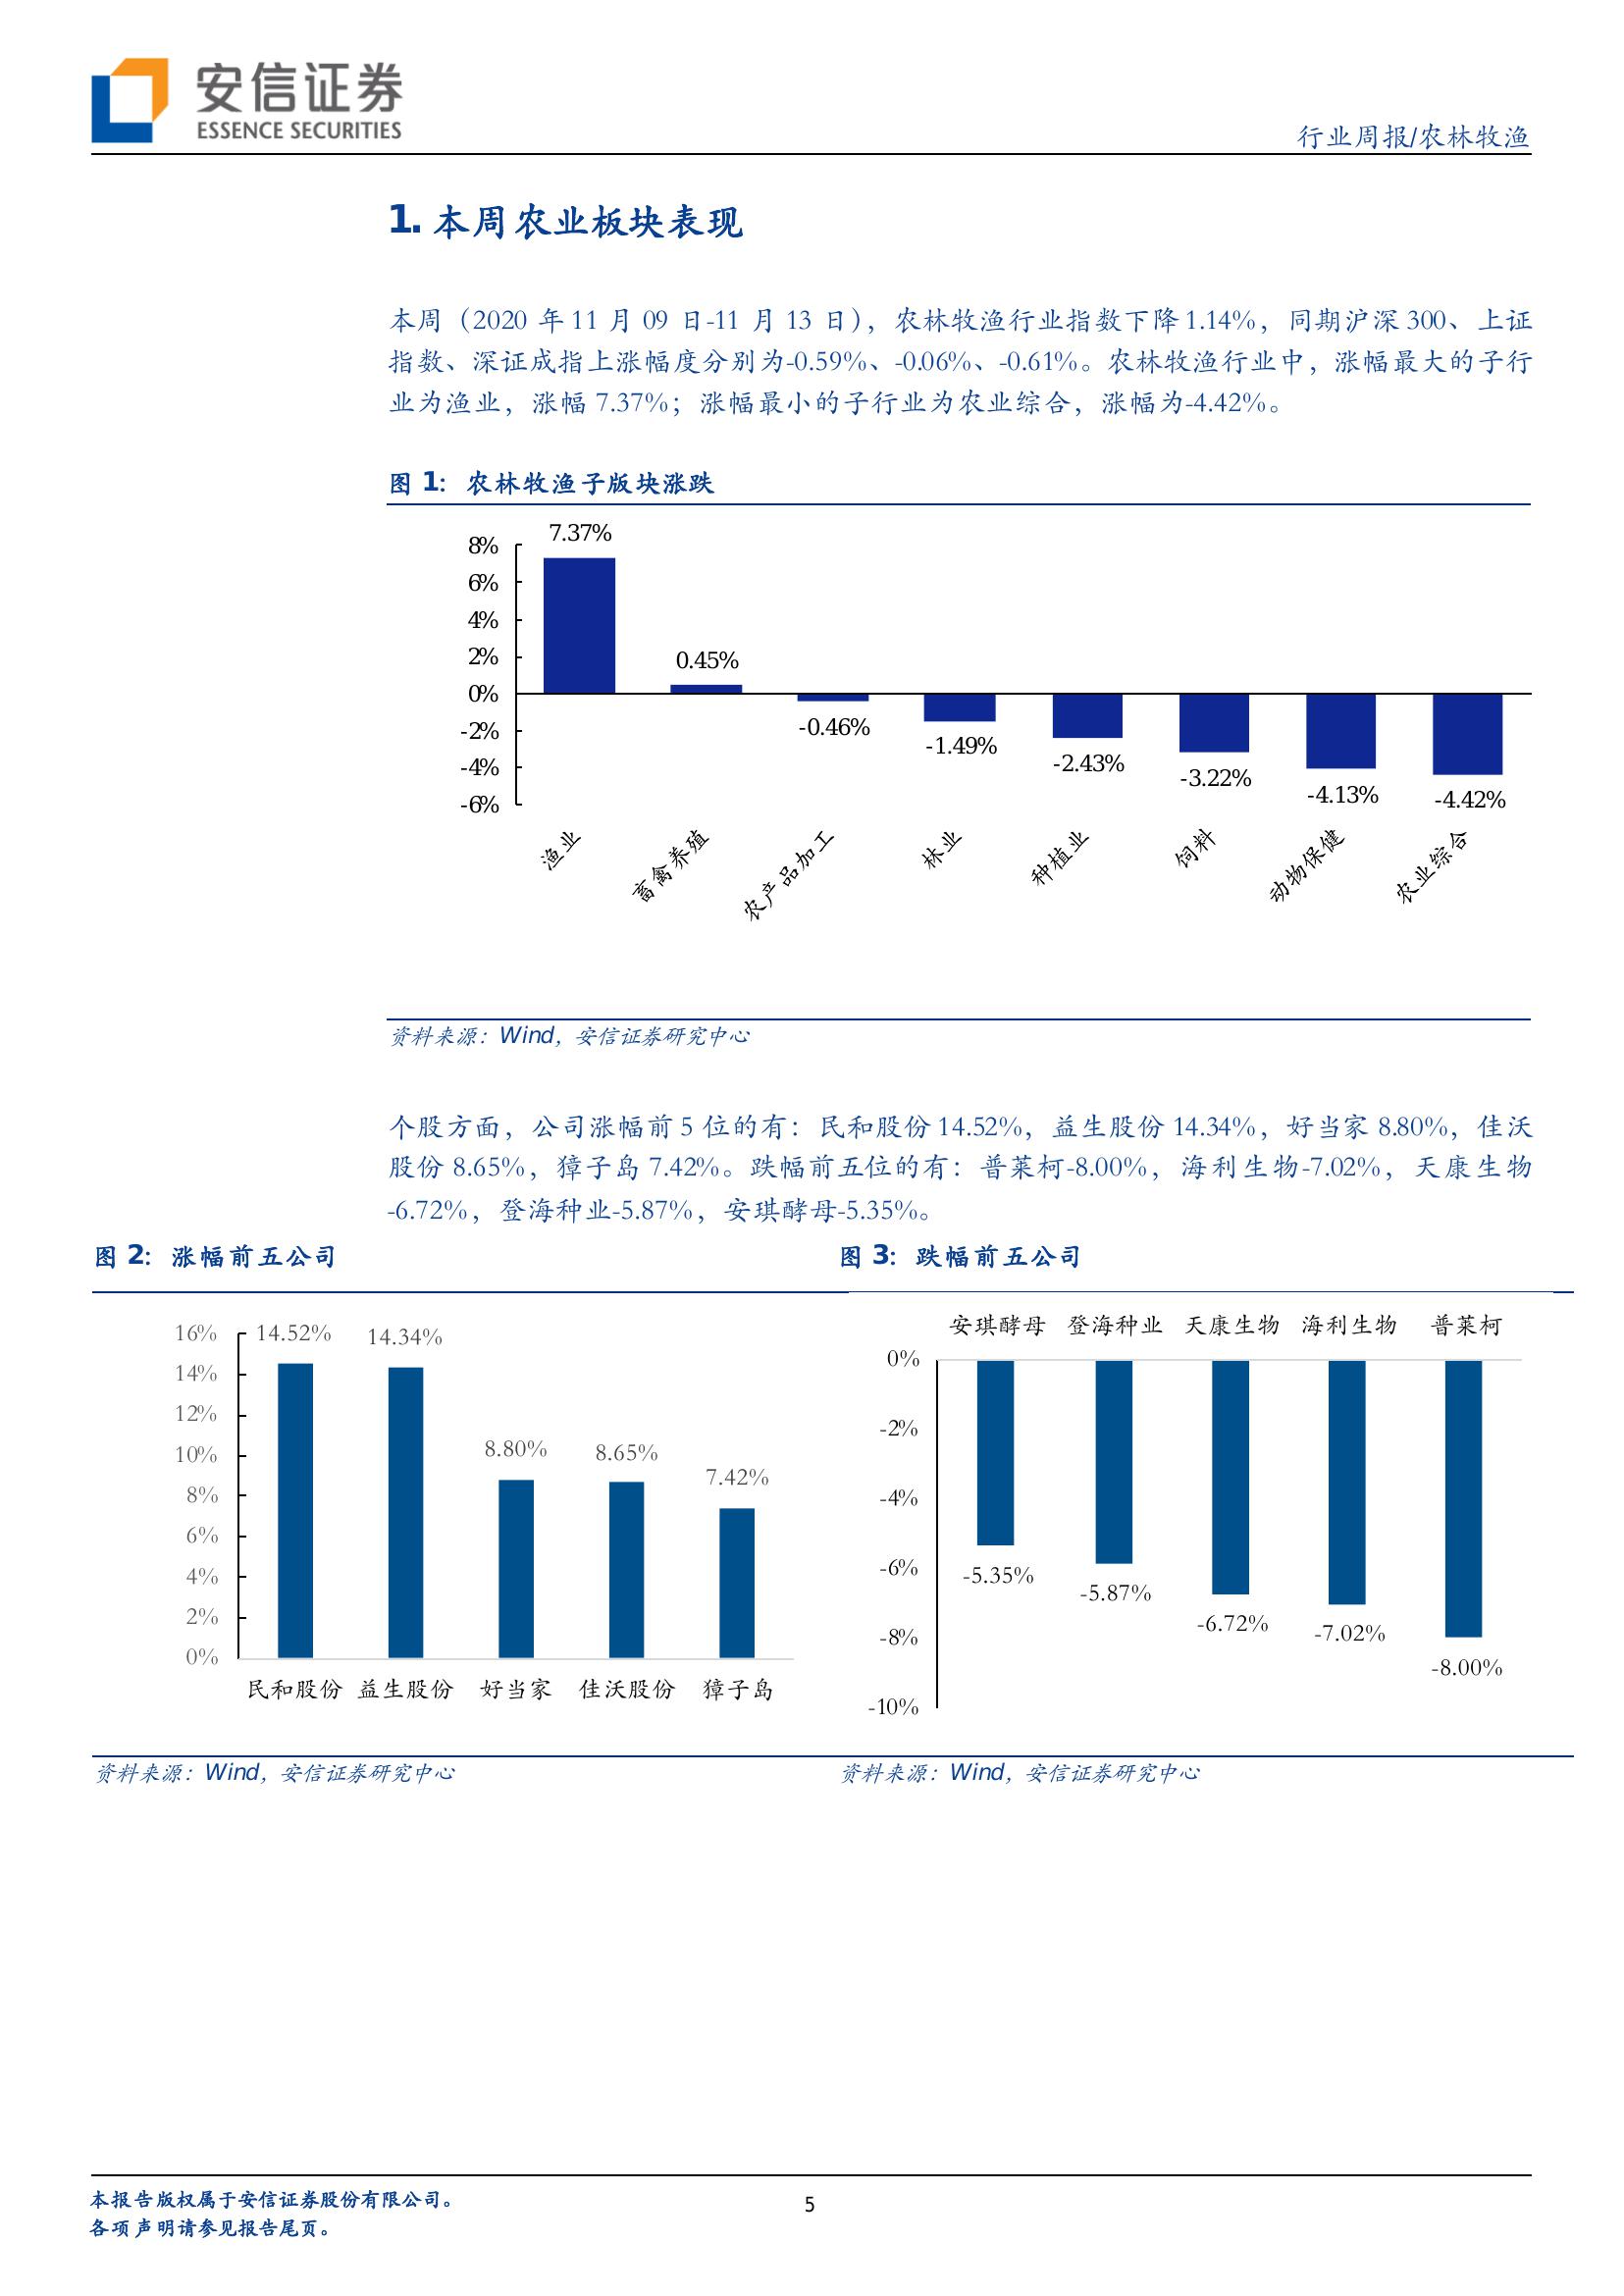 安信证券
ESSENCE SECURITIES
行业周报/农林牧渔
1. 本周农业板块表现
本周（2020 年 11 月 09 日-11 月 13 日），农林牧渔行业指数下降 1.14%，同期沪深 300、上证
指数、深证成指上涨幅度分别为-0.59%、-0.06%、-0.61%。农林牧渔行业中，涨幅最大的子行
业为渔业，涨幅 7.37%；涨幅最小的子行业为农业综合，涨幅为-4.42%。
图 1：农林牧渔子版块涨跌
8%
6%
4%
2%
0%
-2%
-4%
-6%
7.37%
0.45%
-0.46%
-1.49%
-2.43%
-3.22%
-4.13%
-4.42%
渔业
畜禽养殖
农产品加工
林业
种植业
饲料
动物保健
农业综合
资料来源：Wind，安信证券研究中心
个股方面，公司涨幅前 5 位的有：民和股份 14.52%，益生股份 14.34%，好当家 8.80%，佳沃
股份 8.65%，獐子岛 7.42%。跌幅前五位的有：普莱柯-8.00%，海利生物-7.02%，天康生物
-6.72%，登海种业-5.87%，安琪酵母-5.35%。
图 2：涨幅前五公司
16%
14%
12%
10%
8%
6%
4%
2%
0%
14.52%
14.34%
8.80%
8.65%
7.42%
民和股份 益生股份 好当家 佳沃股份 獐子岛
资料来源：Wind，安信证券研究中心
图 3：跌幅前五公司
安琪酵母 登海种业 天康生物 海利生物 普莱柯
0%
-2%
-4%
-6%
-8%
-10%
-5.35%
-5.87%
-6.72%
-7.02%
-8.00%
资料来源：Wind，安信证券研究中心
本报告版权属于安信证券股份有限公司。
各项声明请参见报告尾页。
5